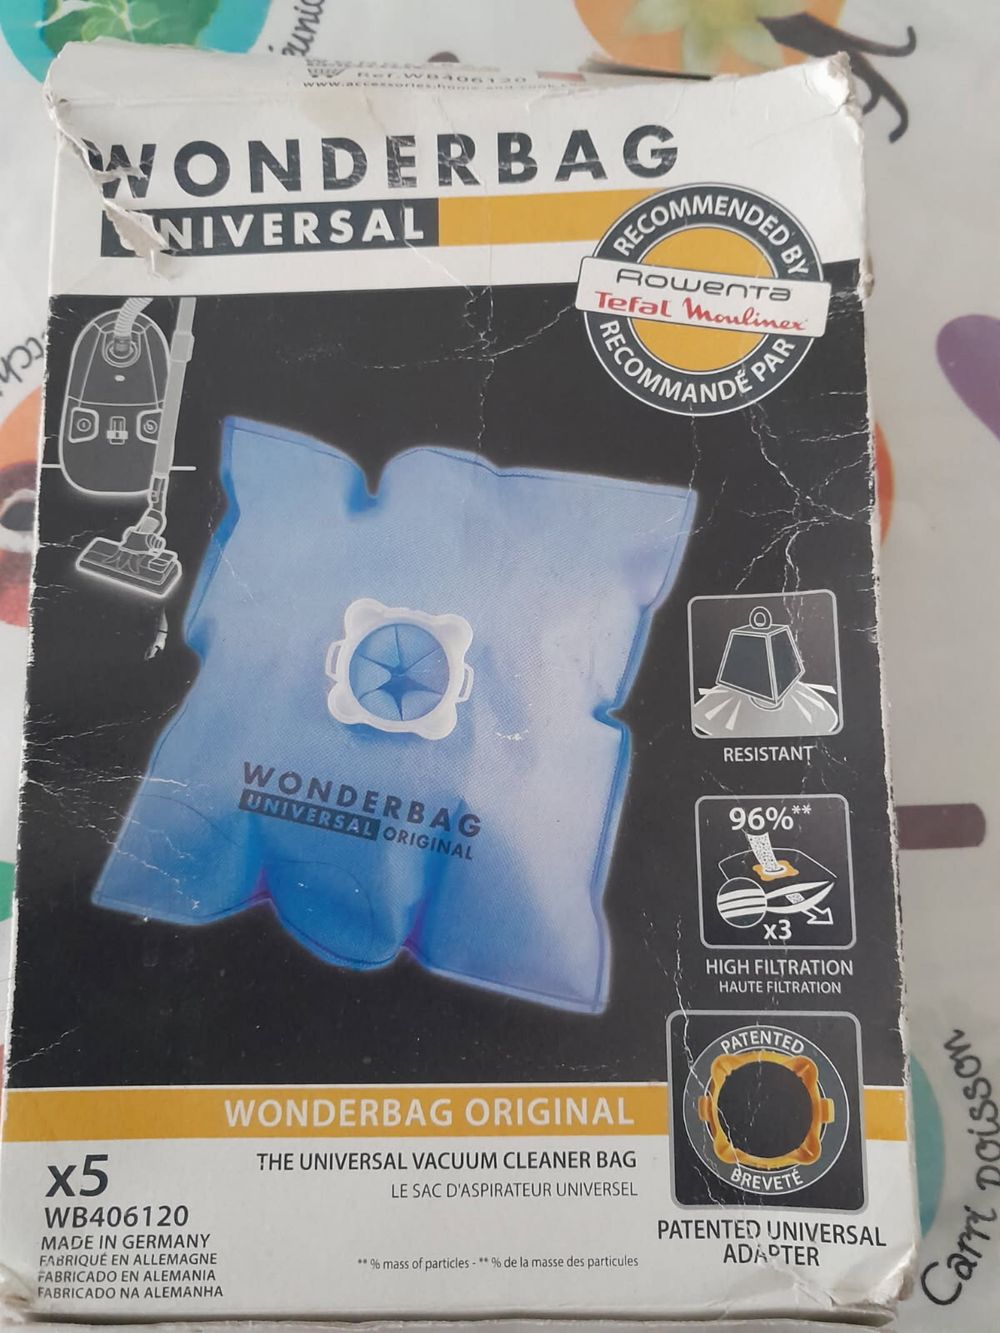 Ref.WB406120
WONDERBAG
UNIVERSAL
RECOMMENDED BY
ROWENTA
Tefal Moulinex
RECOMMANDÉ PAR
WONDERBAG
UNIVERSAL ORIGINAL
RESISTANT
96%**
x3
HIGH FILTRATION
HAUTE FILTRATION
PATENTED
BREVETÉ
PATENTED UNIVERSAL
ADAPTER
WONDERBAG ORIGINAL
x5
WB406120
MADE IN GERMANY
FABRIQUÉ EN ALLEMAGNE
FABRICADO EN ALEMANIA
FABRICADO NA ALEMANHA
THE UNIVERSAL VACUUM CLEANER BAG
LE SAC D'ASPIRATEUR UNIVERSEL
** % mass of particles - ** % de la masse des particules
Carri poisson